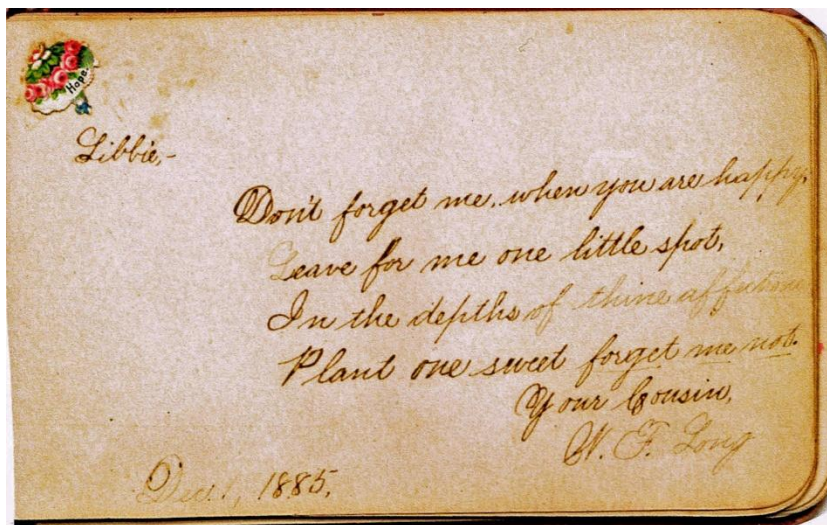 Hope.
Libbie,-
Don't forget me, when you are happy,
Leave for me one little spot,
In the depths of thine affections
Plant one sweet forget me not.
Your Cousin,
W. F. Long
Dec. 1, 1885.